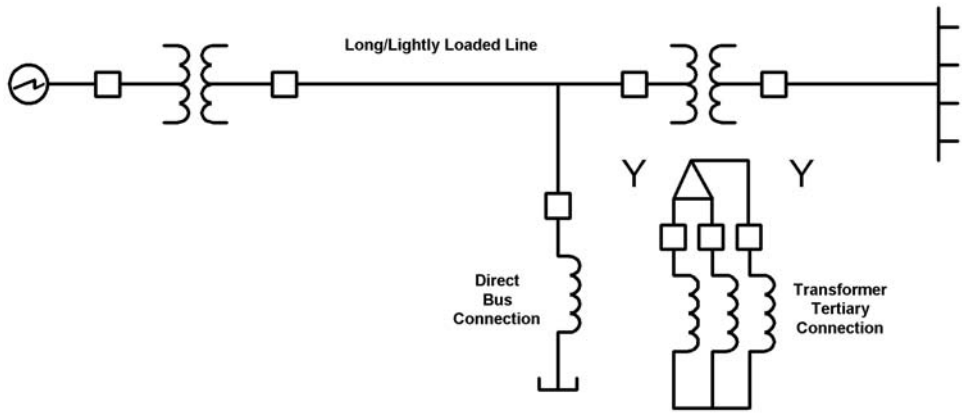 Long/Lightly Loaded Line
Y
Y
Direct
Bus
Connection
Transformer
Tertiary
Connection